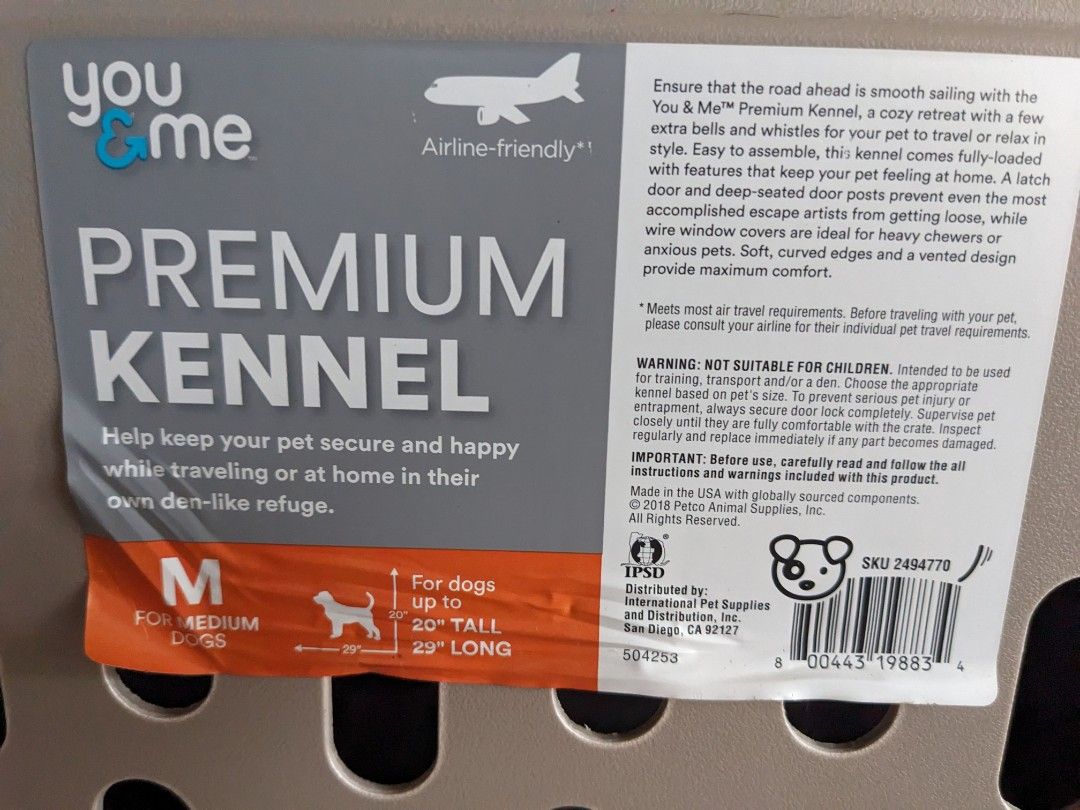 you
&me™
Airline-friendly*†
PREMIUM
KENNEL
Help keep your pet secure and happy
while traveling or at home in their
own den-like refuge.
M
FOR MEDIUM
DOGS
20"
29"
For dogs
up to
20" TALL
29" LONG
Ensure that the road ahead is smooth sailing with the
You & Me™ Premium Kennel, a cozy retreat with a few
extra bells and whistles for your pet to travel or relax in
style. Easy to assemble, this kennel comes fully-loaded
with features that keep your pet feeling at home. A latch
door and deep-seated door posts prevent even the most
accomplished escape artists from getting loose, while
wire window covers are ideal for heavy chewers or
anxious pets. Soft, curved edges and a vented design
provide maximum comfort.
* Meets most air travel requirements. Before traveling with your pet,
please consult your airline for their individual pet travel requirements.
WARNING: NOT SUITABLE FOR CHILDREN. Intended to be used
for training, transport and/or a den. Choose the appropriate
kennel based on pet's size. To prevent serious pet injury or
entrapment, always secure door lock completely. Supervise pet
closely until they are fully comfortable with the crate. Inspect
regularly and replace immediately if any part becomes damaged.
IMPORTANT: Before use, carefully read and follow the all
instructions and warnings included with this product.
Made in the USA with globally sourced components.
© 2018 Petco Animal Supplies, Inc.
All Rights Reserved.
IPSD
Distributed by:
International Pet Supplies
and Distribution, Inc.
San Diego, CA 92127
504253
SKU 2494770
8 00443 19883 4